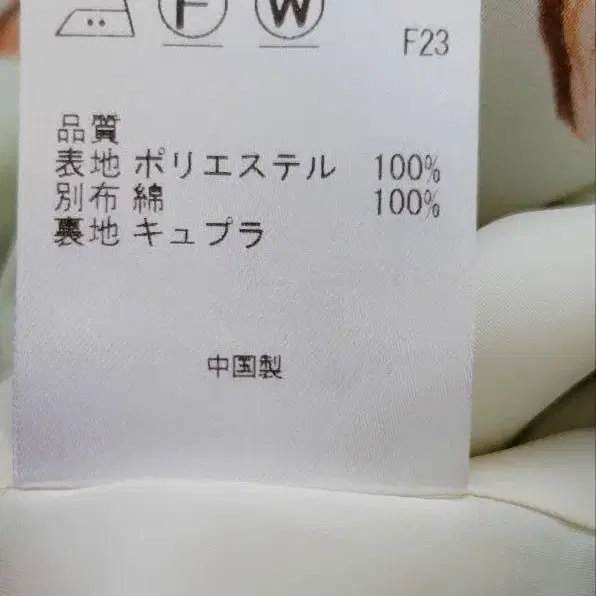 F W
F23
品質
表地 ポリエステル 100%
別布 綿 100%
裏地 キュプラ
中国製